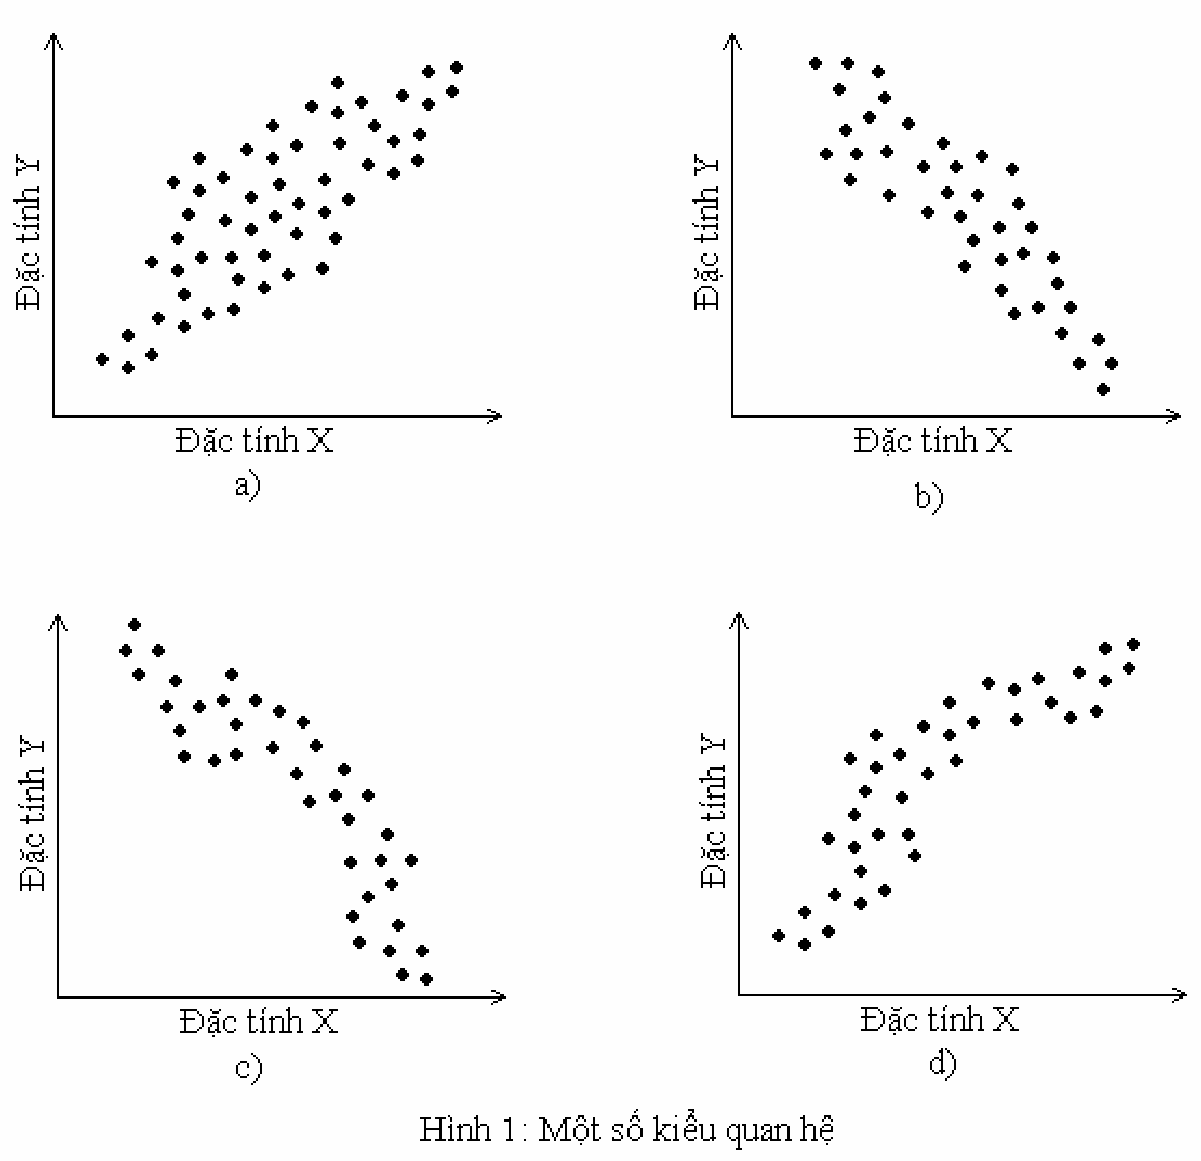 Đặc tính Y
Đặc tính X
a)
Đặc tính Y
Đặc tính X
b)
Đặc tính Y
Đặc tính X
c)
Đặc tính Y
Đặc tính X
d)
Hình 1: Một số kiểu quan hệ